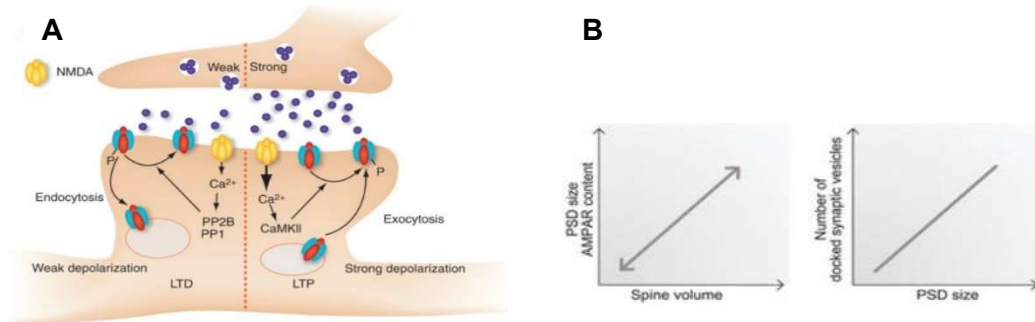 A
B
NMDA
Weak Strong
P
P
Ca²⁺
Ca²⁺
Endocytosis
Exocytosis
PP2B
PP1
CaMKII
Weak depolarization
Strong depolarization
LTD
LTP
PSD size
AMPAR content
Spine volume
Number of
docked synaptic vesicles
PSD size